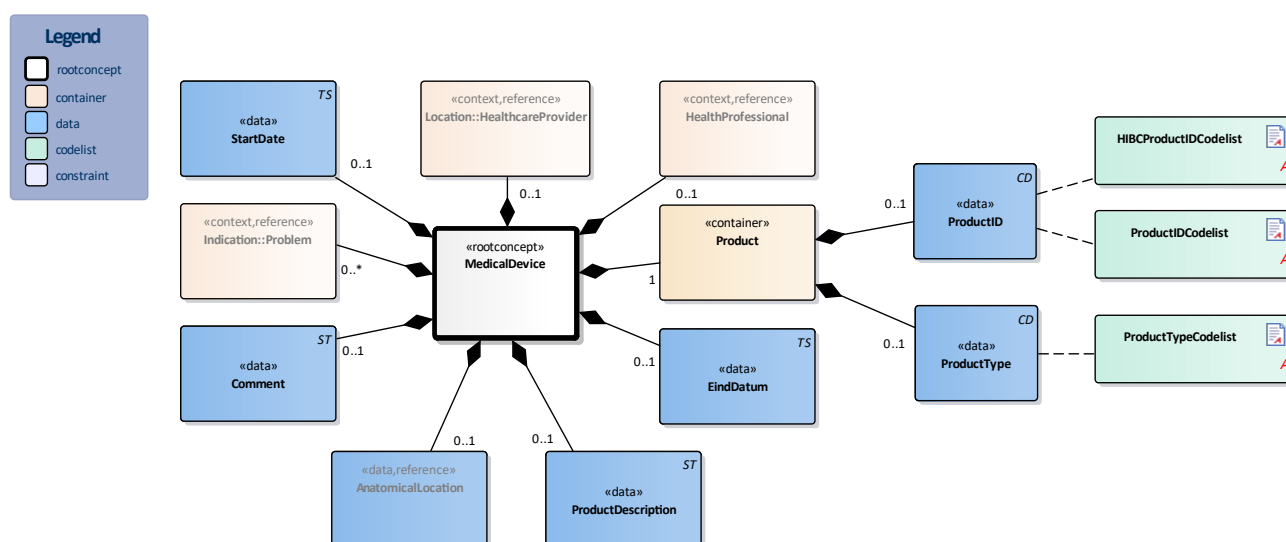 Legend
rootconcept
container
data
codelist
constraint
TS
«data»
StartDate
0..1
«context,reference»
Location::HealthcareProvider
0..1
«context,reference»
HealthProfessional
0..1
«context,reference»
Indication::Problem
0..*
«rootconcept»
MedicalDevice
«container»
Product
1
0..1
CD
«data»
ProductID
HIBCProductIDCodelist
A
ProductIDCodelist
A
ST
«data»
Comment
0..1
TS
«data»
EindDatum
0..1
CD
«data»
ProductType
0..1
ProductTypeCodelist
A
0..1
«data,reference»
AnatomicalLocation
0..1
ST
«data»
ProductDescription